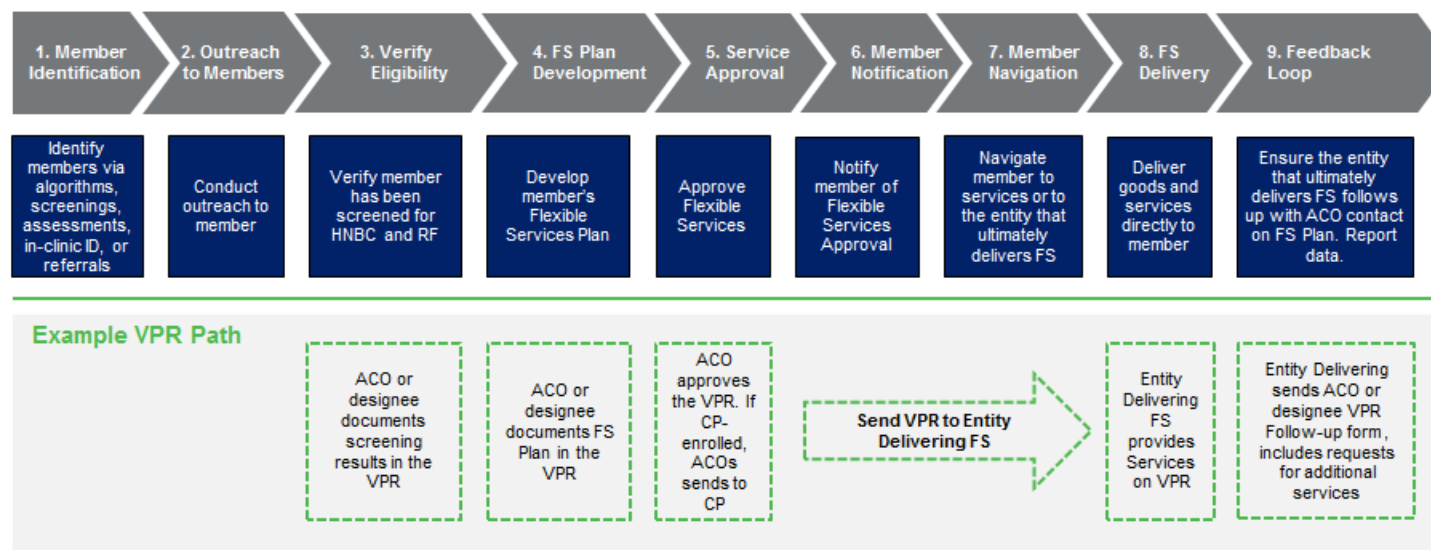 1. Member
Identification
2. Outreach
to Members
3. Verify
Eligibility
4. FS Plan
Development
5. Service
Approval
6. Member
Notification
7. Member
Navigation
8. FS
Delivery
9. Feedback
Loop
Identify
members via
algorithms,
screenings,
assessments,
in-clinic ID, or
referrals
Conduct
outreach to
member
Verify member
has been
screened for
HNBC and RF
Develop
member's
Flexible
Services Plan
Approve
Flexible
Services
Notify
member of
Flexible
Services
Approval
Navigate
member to
services or to
the entity that
ultimately
delivers FS
Deliver
goods and
services
directly to
member
Ensure the entity
that ultimately
delivers FS follows
up with ACO contact
on FS Plan. Report
data.
Example VPR Path
ACO or
designee
documents
screening
results in the
VPR
ACO or
designee
documents FS
Plan in the
VPR
ACO
approves
the VPR. If
CP-
enrolled,
ACOs
sends to
CP
Send VPR to Entity
Delivering FS
Entity
Delivering
FS
provides
Services
on VPR
Entity Delivering
sends ACO or
designee VPR
Follow-up form,
includes requests
for additional
services